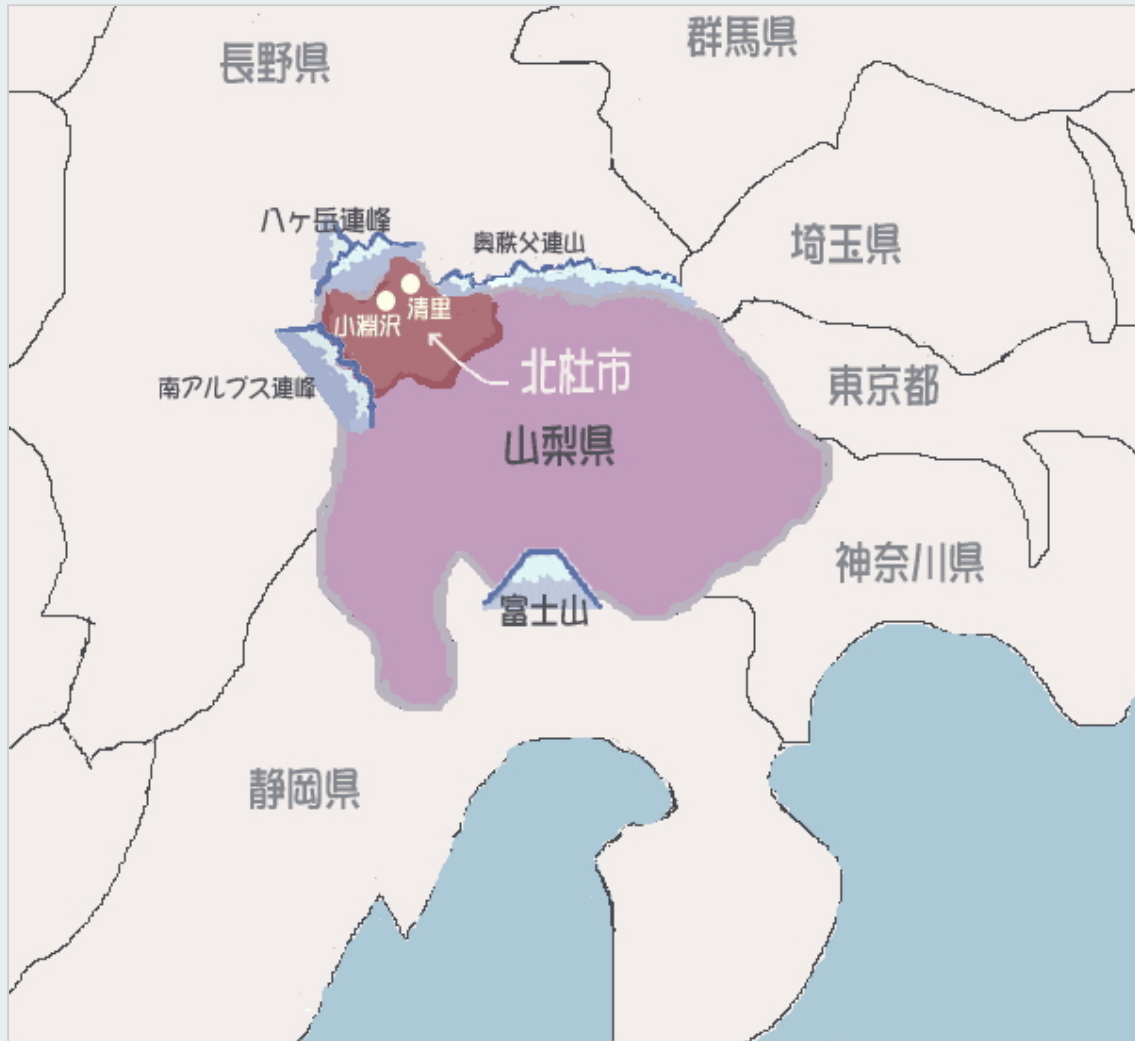 長野県
群馬県
八ヶ岳連峰
奥秩父連山
埼玉県
清里
小淵沢
北杜市
南アルプス連峰
東京都
山梨県
神奈川県
富士山
静岡県